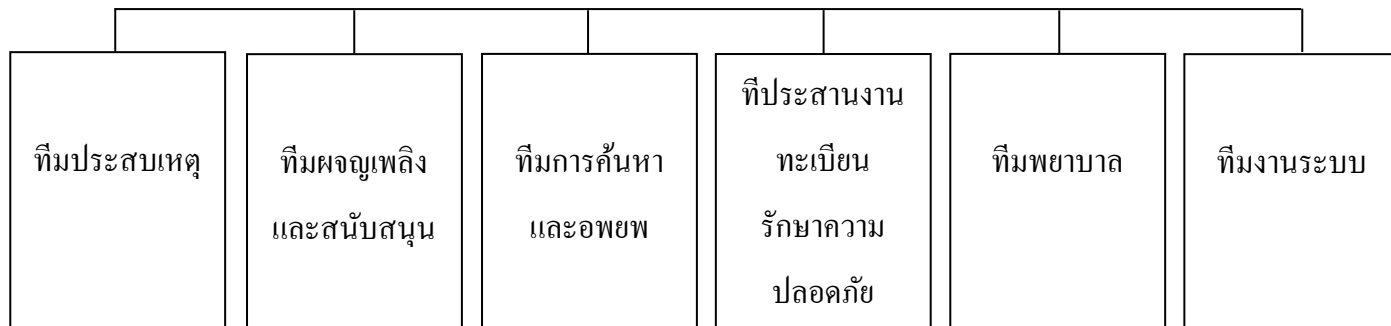 ทีมประสบเหตุ
ทีมผจญเพลิง
และสนับสนุน
ทีมการค้นหา
และอพยพ
ทีประสานงาน
ทะเบียน
รักษาความ
ปลอดภัย
ทีมพยาบาล
ทีมงานระบบ